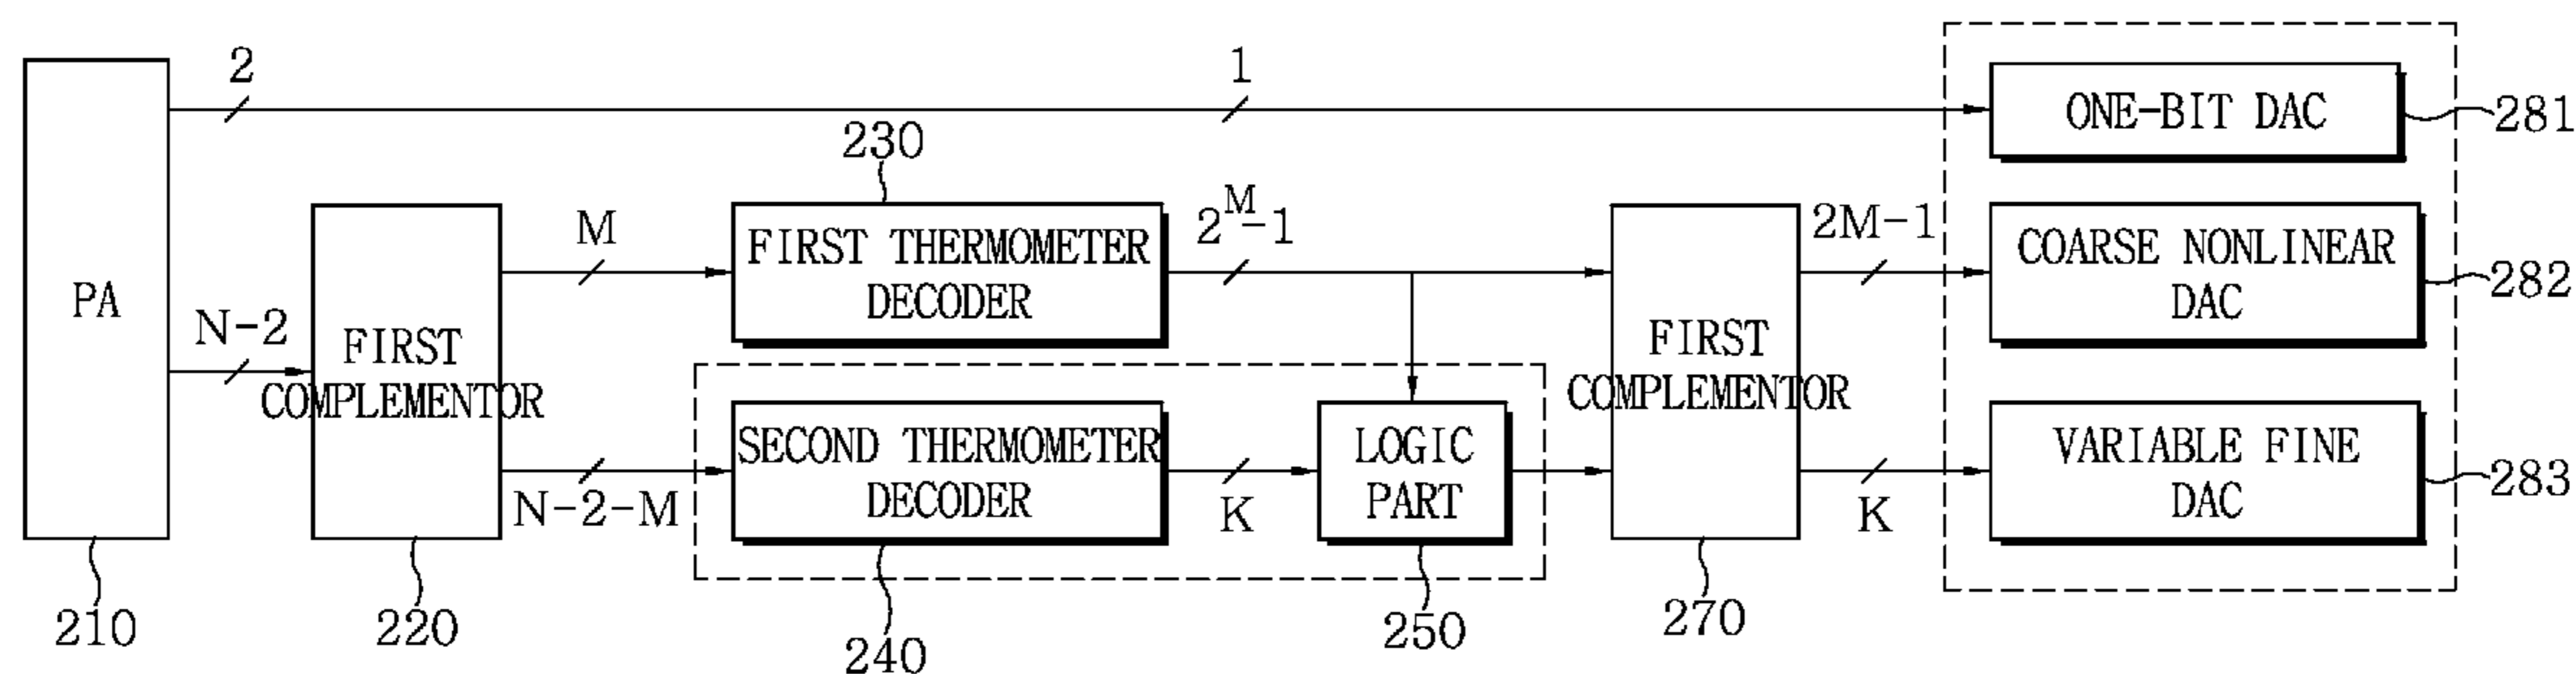 2
1
ONE-BIT DAC
281
230
PA
N-2
FIRST
COMPLEMENTOR
M
FIRST THERMOMETER
DECODER
2^M-1
FIRST
COMPLEMENTOR
2M-1
COARSE NONLINEAR
DAC
282
N-2-M
SECOND THERMOMETER
DECODER
K
LOGIC
PART
K
VARIABLE FINE
DAC
283
210
220
240
250
270